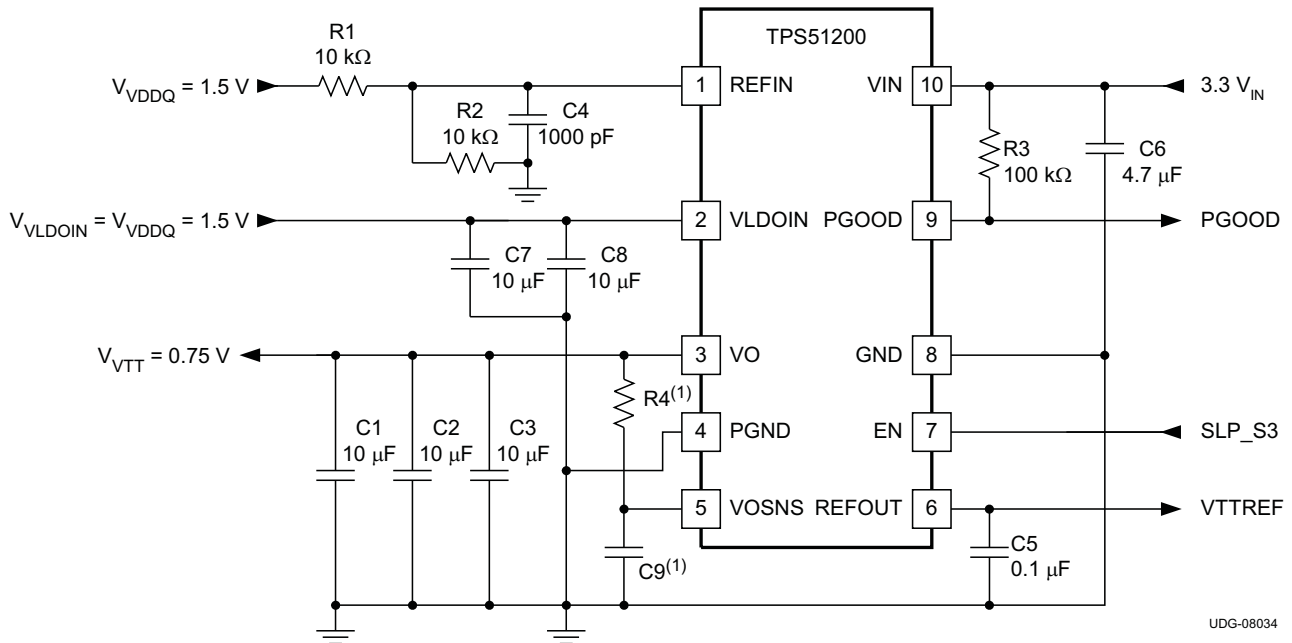 TPS51200
R1
10 kΩ
V_VDDQ = 1.5 V
1 REFIN
VIN 10
3.3 V_IN
R2
10 kΩ
C4
1000 pF
R3
100 kΩ
C6
4.7 μF
V_VLDOIN = V_VDDQ = 1.5 V
2 VLDOIN
PGOOD 9
PGOOD
C7
10 μF
C8
10 μF
V_VTT = 0.75 V
3 VO
GND 8
R4(1)
C1
10 μF
C2
10 μF
C3
10 μF
4 PGND
EN 7
SLP_S3
5 VOSNS
REFOUT 6
VTTREF
C9(1)
C5
0.1 μF
UDG-08034